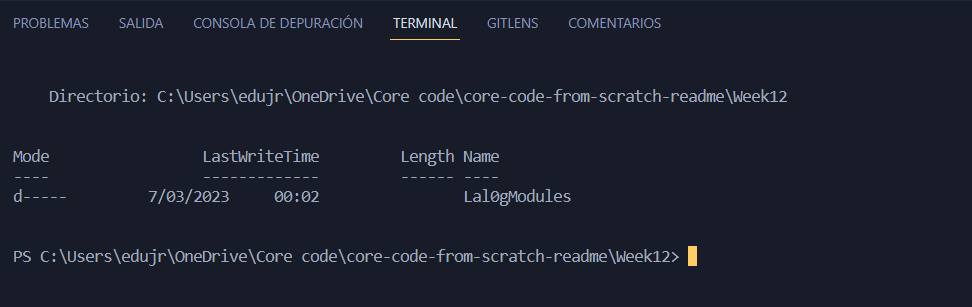 PROBLEMAS SALIDA CONSOLA DE DEPURACIÓN TERMINAL GITLENS COMENTARIOS
Directorio: C:\Users\edujr\OneDrive\Core code\core-code-from-scratch-readme\Week12
Mode LastWriteTime Length Name
---- ------------- ------ ----
d----- 7/03/2023 00:02 Lal0gModules
PS C:\Users\edujr\OneDrive\Core code\core-code-from-scratch-readme\Week12>